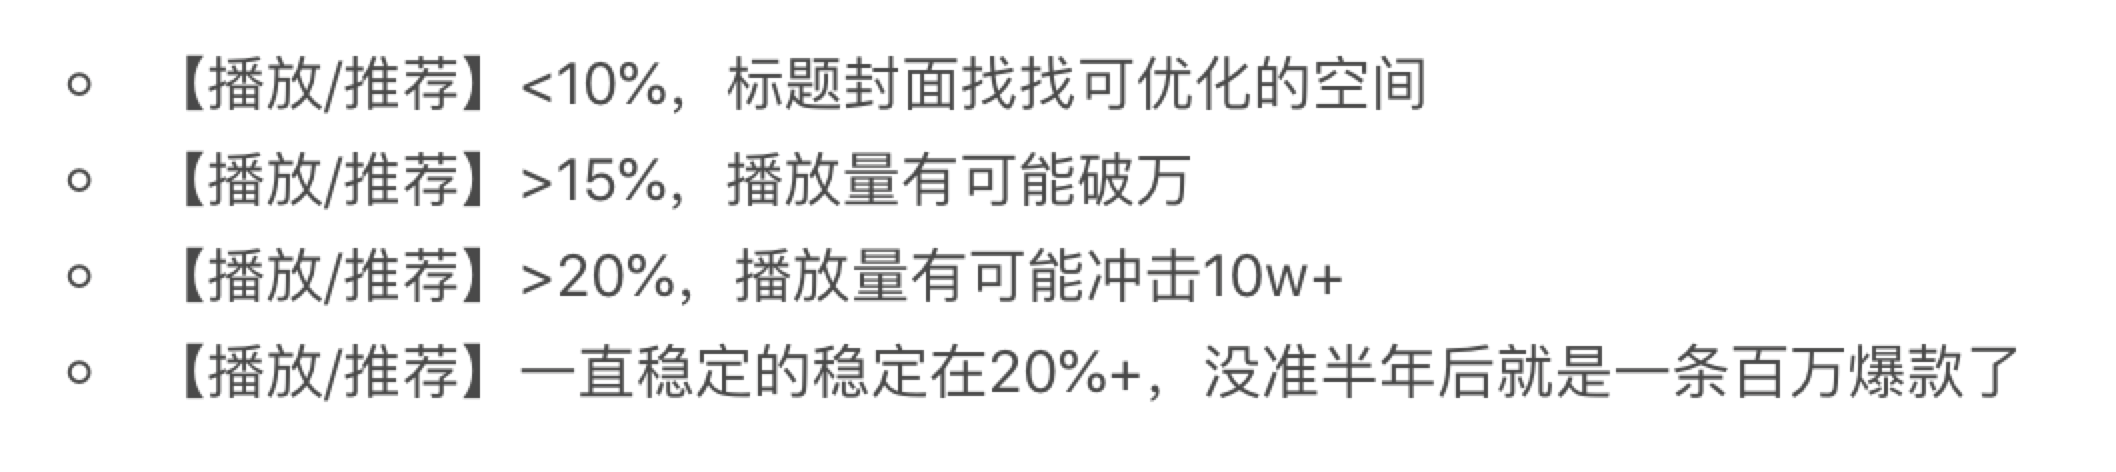 【播放/推荐】<10%，标题封面找找可优化的空间
【播放/推荐】>15%，播放量有可能破万
【播放/推荐】>20%，播放量有可能冲击10w+
【播放/推荐】一直稳定的稳定在20%+，没准半年后就是一条百万爆款了